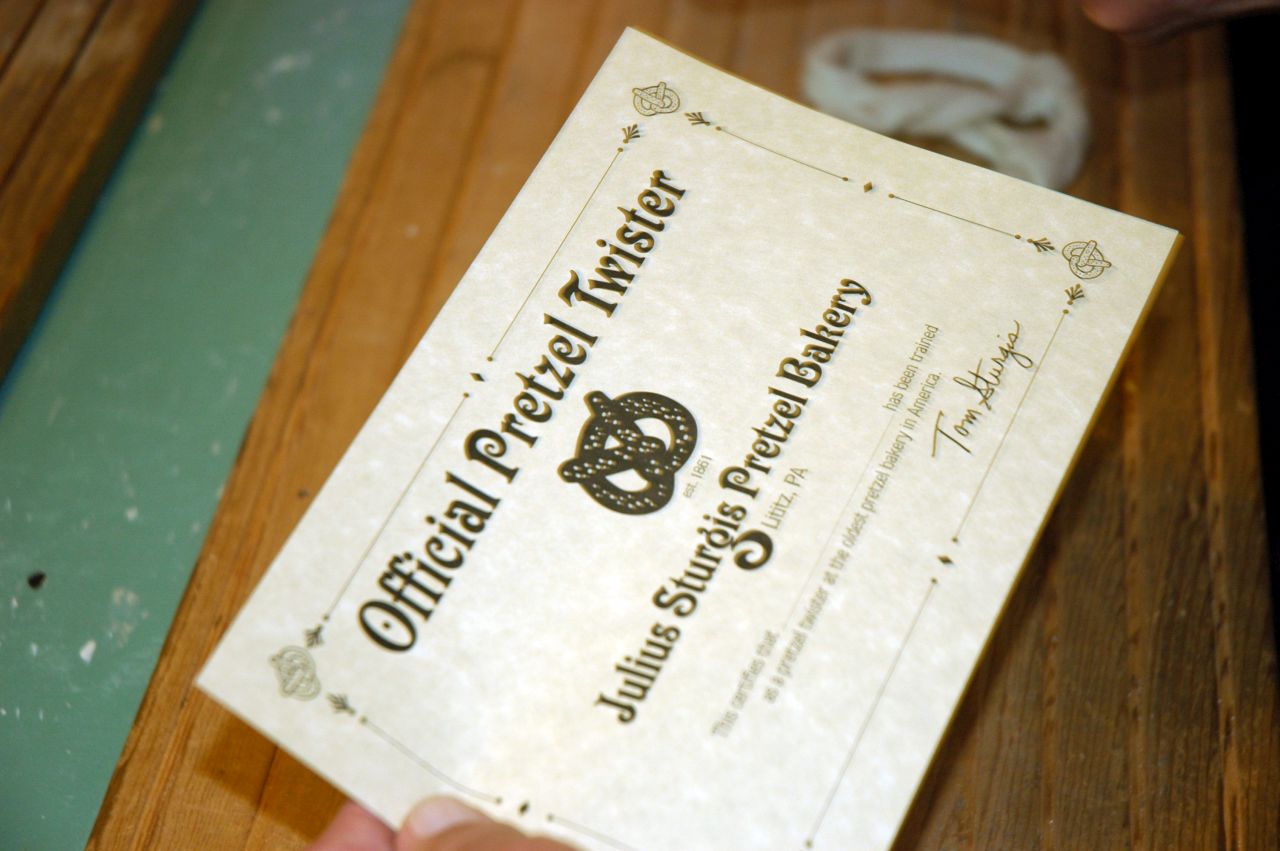 Official Pretzel Twister
est. 1861
Julius Sturgis Pretzel Bakery
Lititz, PA
This certifies that has been trained
as a pretzel twister at the oldest pretzel bakery in America.
Tom Sturgis